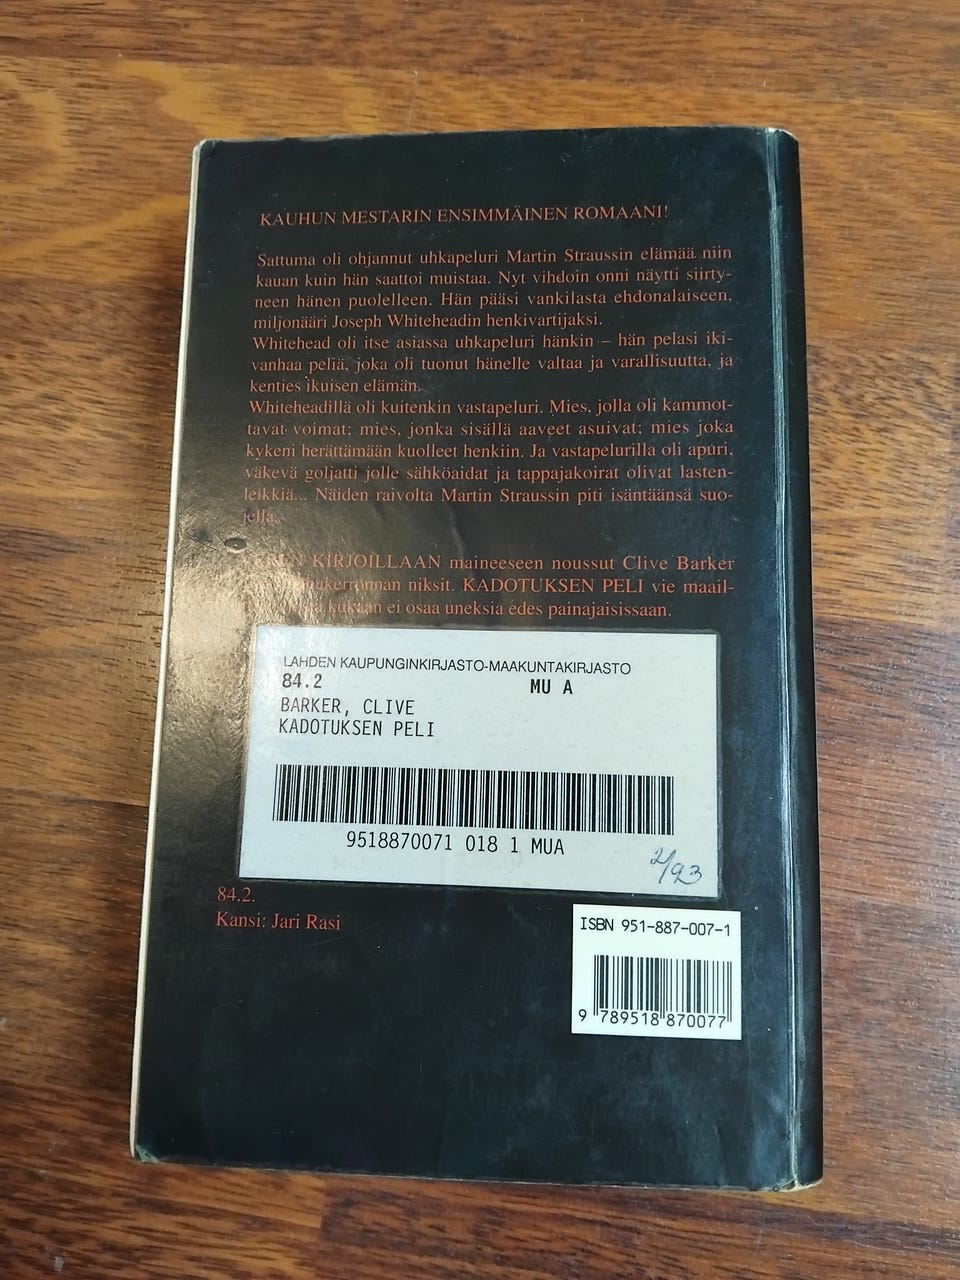 KAUHUN MESTARIN ENSIMMÄINEN ROMAANI!
Sattuma oli ohjannut uhkapeluri Martin Straussin elämää niin
kauan kuin hän saattoi muistaa. Nyt vihdoin onni näytti siirty-
neen hänen puolelleen. Hän pääsi vankilasta ehdonalaiseen,
miljonääri Joseph Whiteheadin henkivartijaksi.
Whitehead oli itse asiassa uhkapeluri hänkin – hän pelasi iki-
vanhaa peliä, joka oli tuonut hänelle valtaa ja varallisuutta, ja
kenties ikuisen elämän.
Whiteheadillä oli kuitenkin vastapeluri. Mies, jolla oli kammot-
tavat voimat; mies, jonka sisällä aaveet asuivat; mies joka
kykeni herättämään kuolleet henkiin. Ja vastapelurilla oli apuri,
väkevä goljatti jolle sähköaidat ja tappajakoirat olivat lasten-
leikkiä... Näiden raivolta Martin Straussin piti isäntäänsä suo-
jella.
KIRJOILLAAN maineeseen noussut Clive Barker
niksit. KADOTUKSEN PELI vie maail-
kukaan ei osaa uneksia edes painajaisissaan.
LAHDEN KAUPUNGINKIRJASTO-MAAKUNTAKIRJASTO
84.2 MU A
BARKER, CLIVE
KADOTUKSEN PELI
9518870071 018 1 MUA
2/93
84.2.
Kansi: Jari Rasi
ISBN 951-887-007-1
9 789518 870077